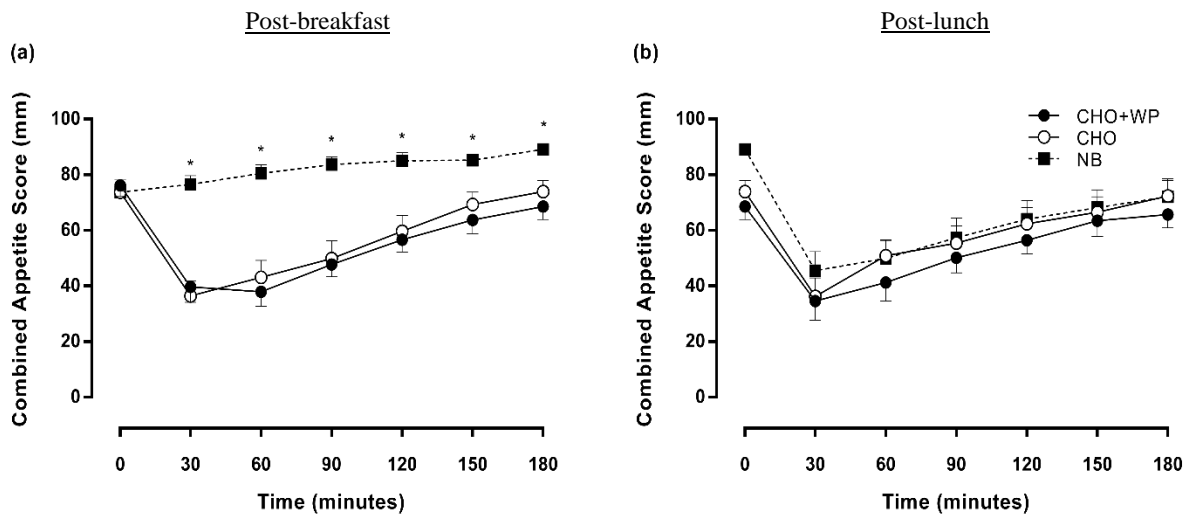 Post-breakfast
(a)
Combined Appetite Score (mm)
100
80
60
40
20
0
* * * * * *
0 30 60 90 120 150 180
Time (minutes)
Post-lunch
(b)
Combined Appetite Score (mm)
100
80
60
40
20
0
CHO+WP
CHO
NB
0 30 60 90 120 150 180
Time (minutes)